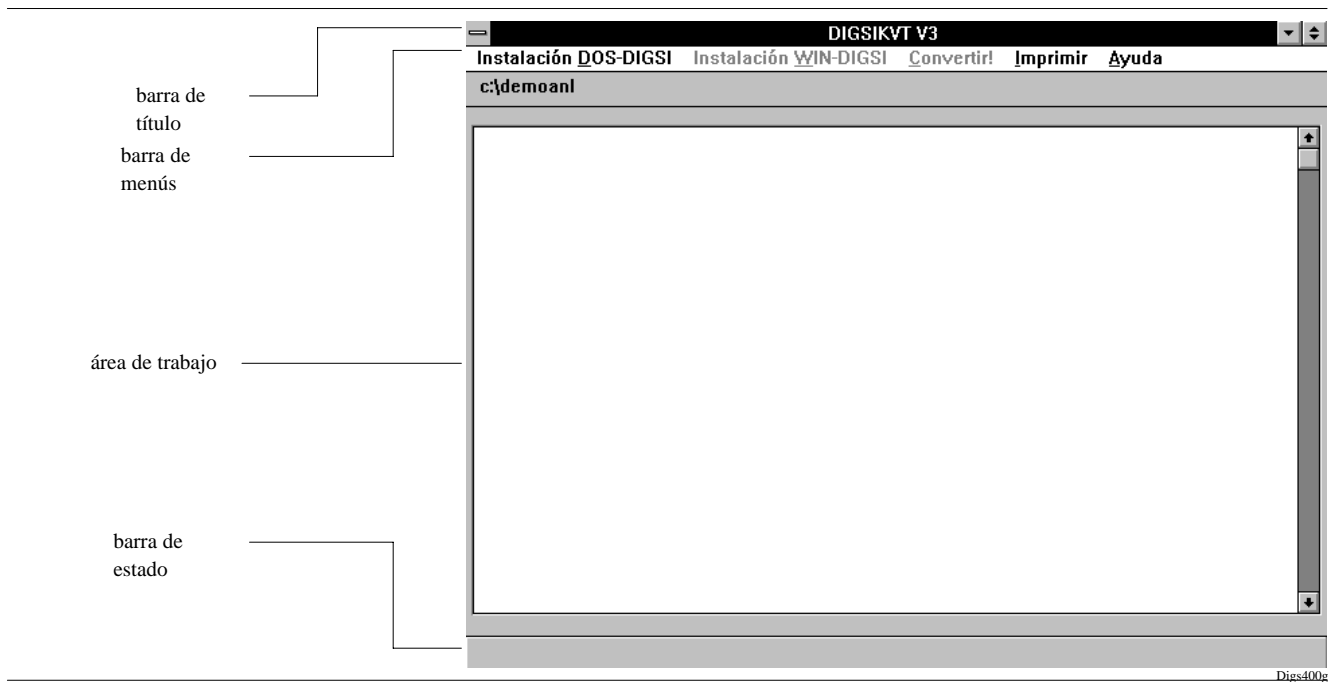 DIGSIKVT V3
Instalación DOS-DIGSI Instalación WIN-DIGSI Convertir! Imprimir Ayuda
c:\demoanl
barra de
título
barra de
menús
área de trabajo
barra de
estado
Digs400g